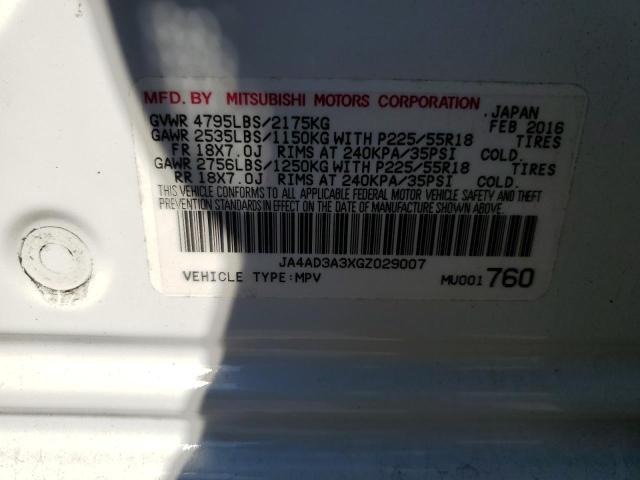 MFD. BY MITSUBISHI MOTORS CORPORATION, JAPAN
GVWR 4795LBS/2175KG FEB 2016
GAWR 2535LBS/1150KG WITH P225/55R18 TIRES
FR 18X7.0J RIMS AT 240KPA/35PSI COLD.
GAWR 2756LBS/1250KG WITH P225/55R18 TIRES
RR 18X7.0J RIMS AT 240KPA/35PSI COLD.
THIS VEHICLE CONFORMS TO ALL APPLICABLE FEDERAL MOTOR VEHICLE SAFETY AND THEFT PREVENTION
STANDARDS IN EFFECT ON THE DATE OF MANUFACTURE SHOWN ABOVE.
JA4AD3A3XGZ029007
VEHICLE TYPE:MPV MU001 760